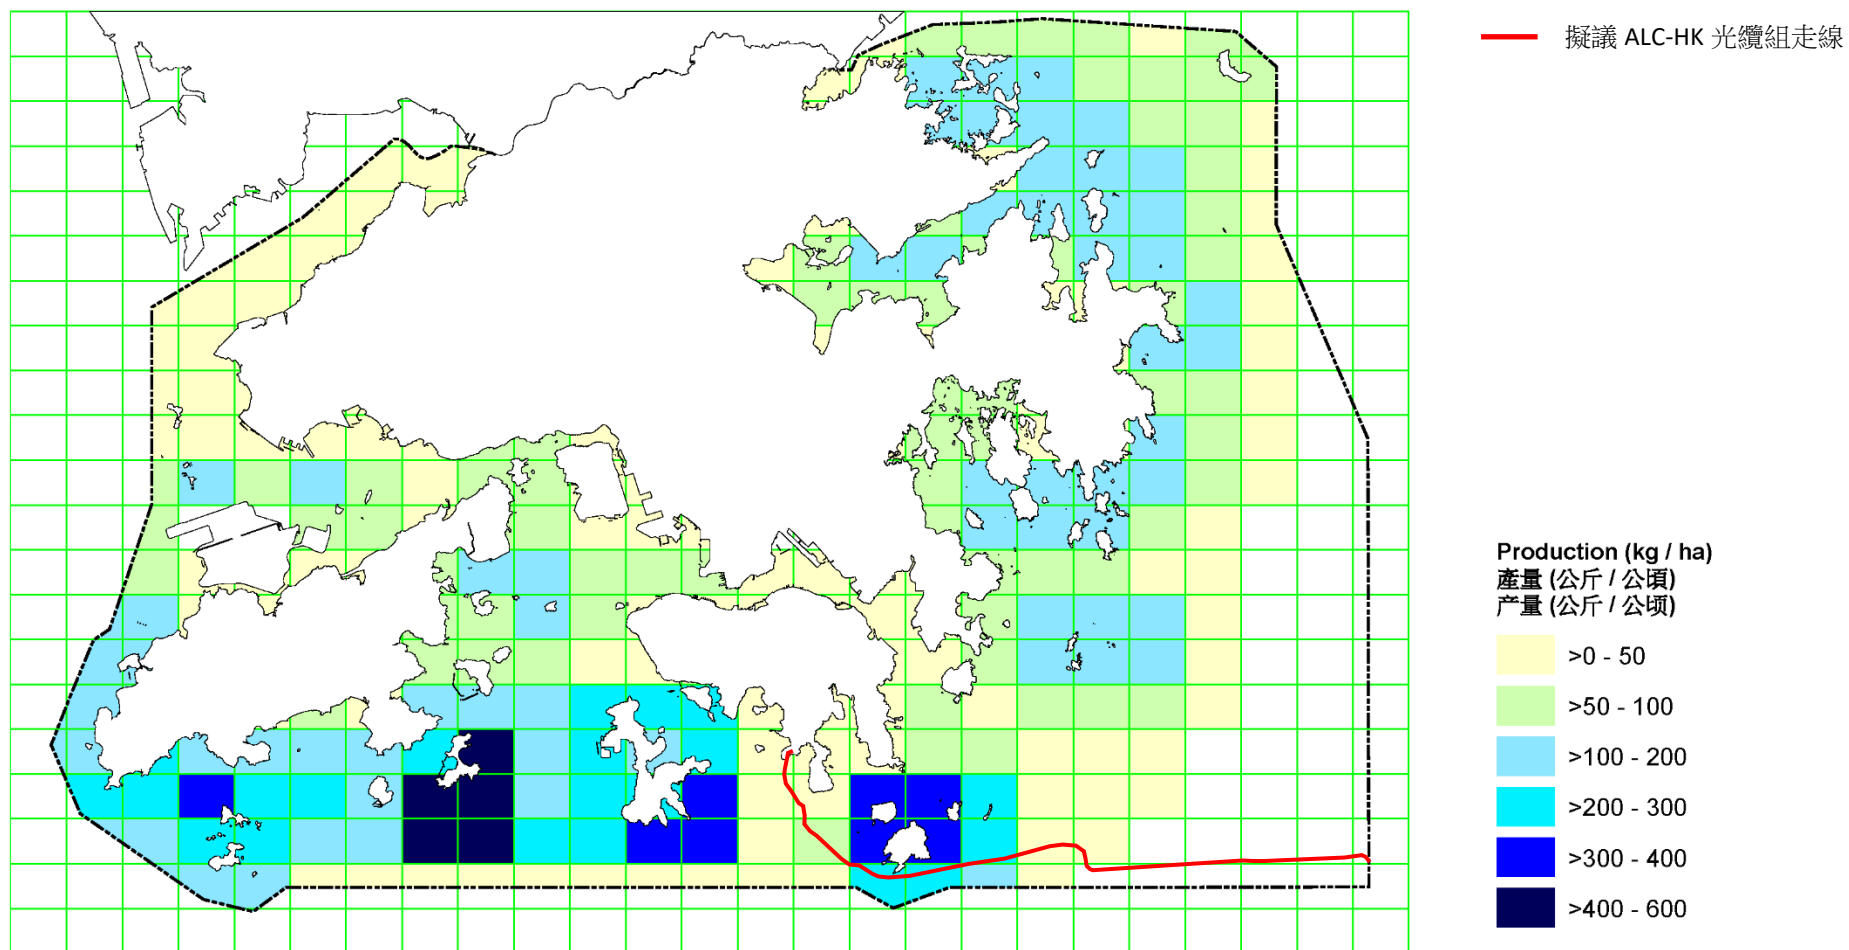 擬議 ALC-HK 光纜組走線
Production (kg / ha)
產量 (公斤 / 公頃)
产量 (公斤 / 公顷)
>0 - 50
>50 - 100
>100 - 200
>200 - 300
>300 - 400
>400 - 600